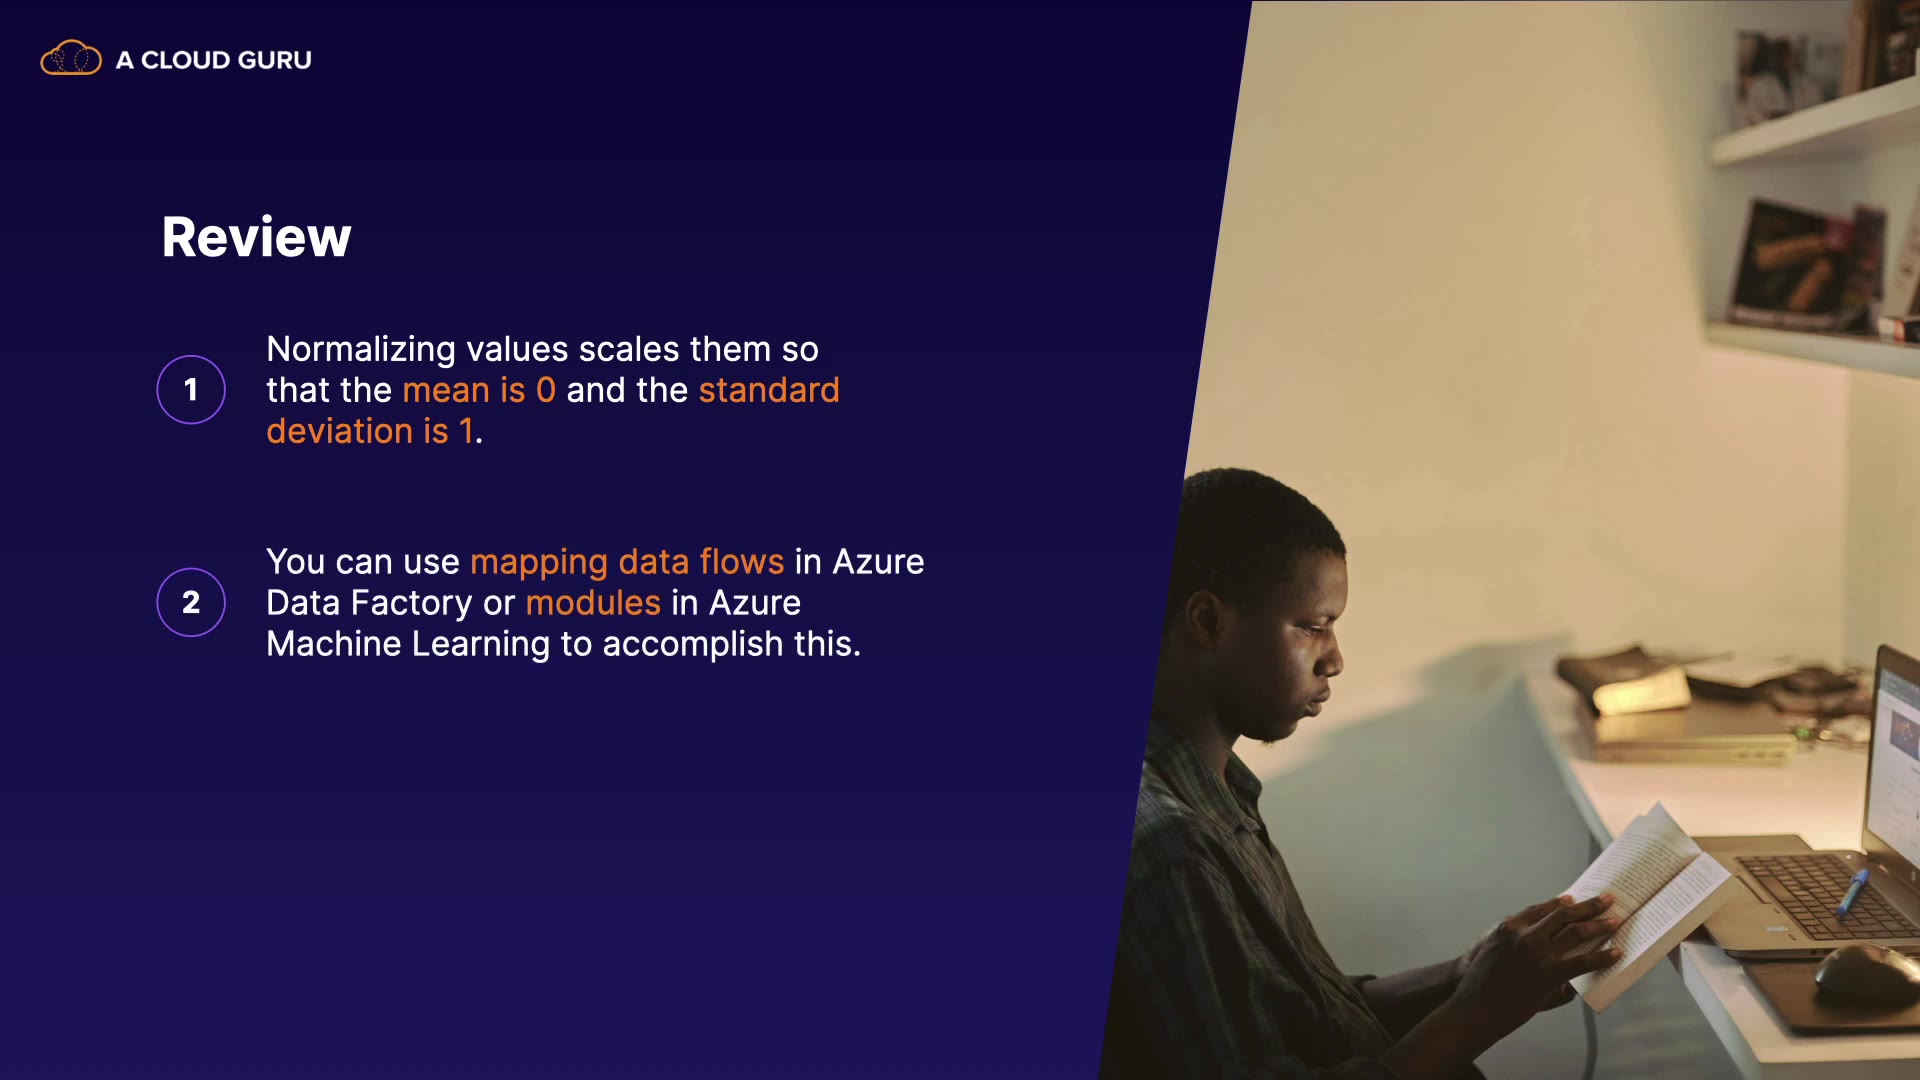 A CLOUD GURU
Review
1
Normalizing values scales them so
that the mean is 0 and the standard
deviation is 1.
2
You can use mapping data flows in Azure
Data Factory or modules in Azure
Machine Learning to accomplish this.